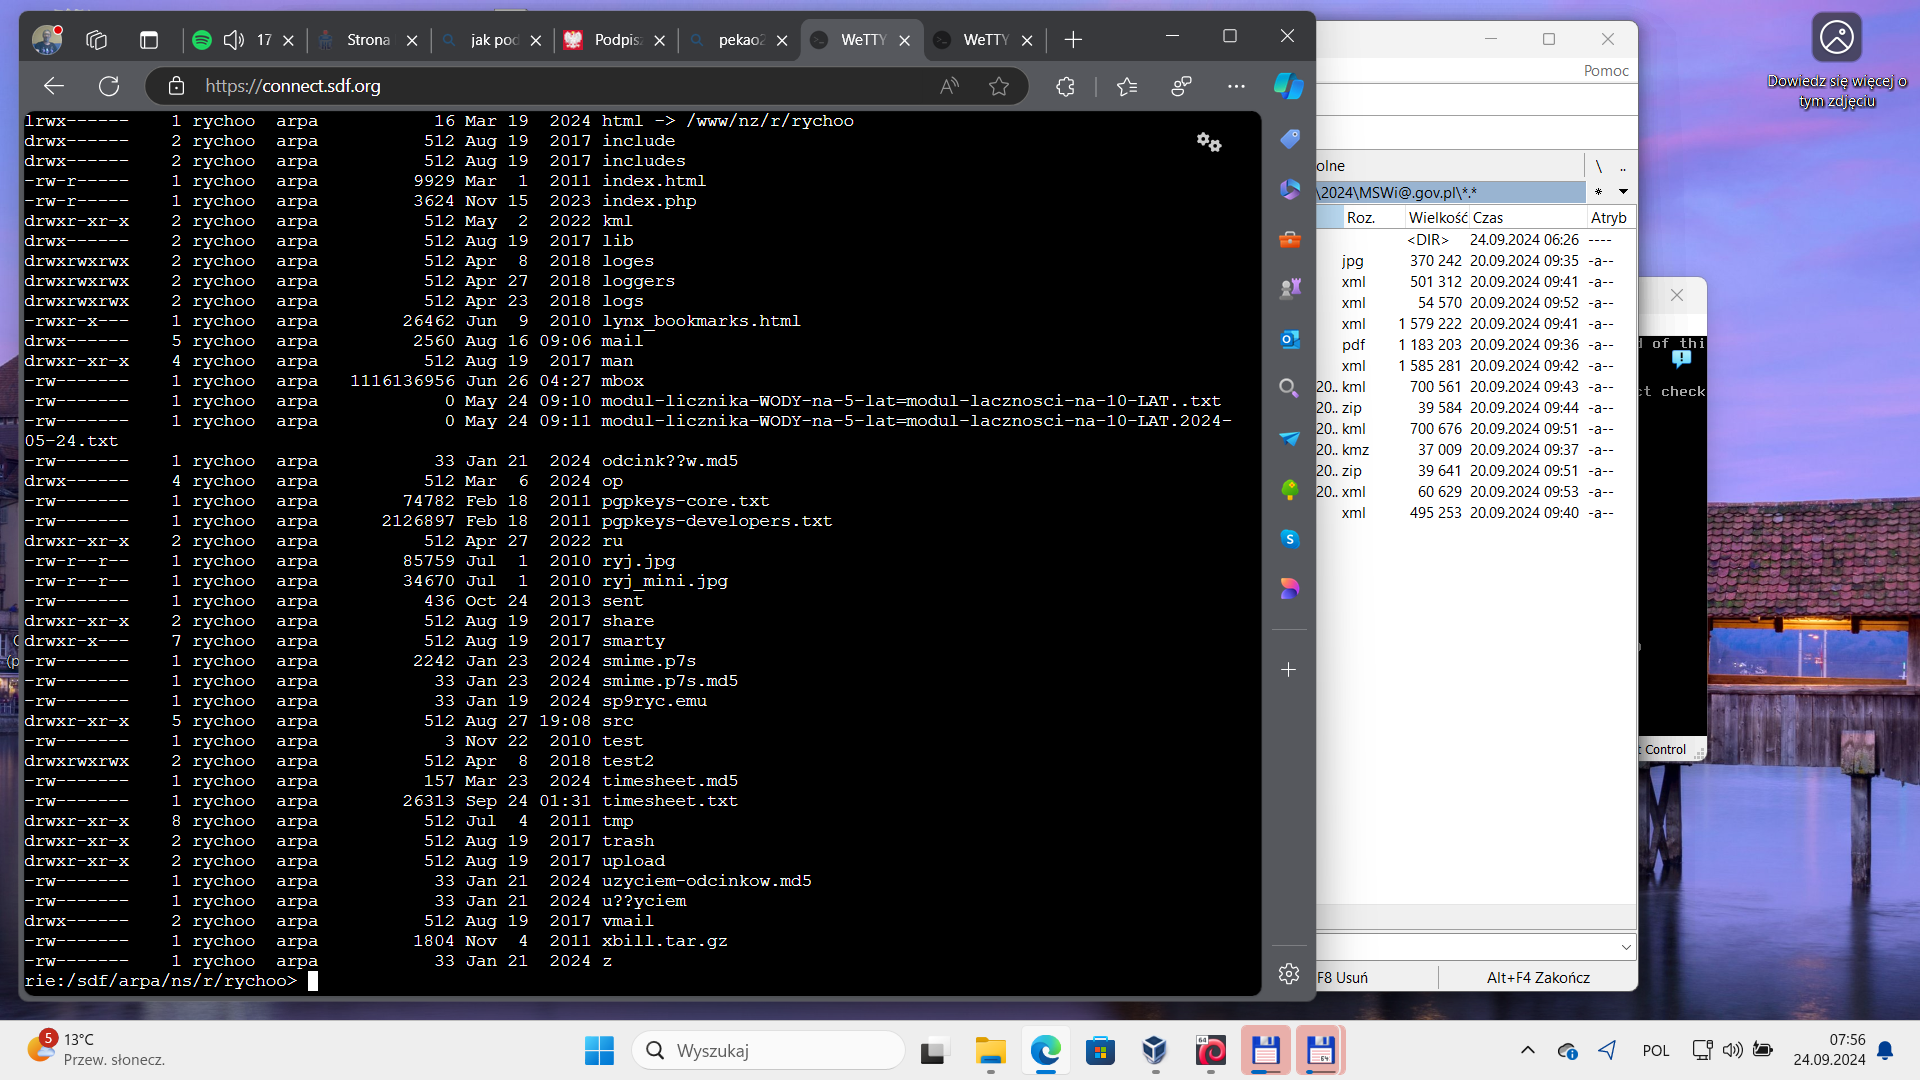 17
Strona
jak pod
Podpis
pekao2
WeTTY
WeTTY
https://connect.sdf.org
lrwx------ 1 rychoo arpa 16 Mar 19 2024 html -> /www/nz/r/rychoo
drwx------ 2 rychoo arpa 512 Aug 19 2017 include
drwx------ 2 rychoo arpa 512 Aug 19 2017 includes
-rw-r----- 1 rychoo arpa 9929 Mar 1 2011 index.html
-rw-r----- 1 rychoo arpa 3624 Nov 15 2023 index.php
drwxr-xr-x 2 rychoo arpa 512 May 2 2022 kml
drwx------ 2 rychoo arpa 512 Aug 19 2017 lib
drwxrwxrwx 2 rychoo arpa 512 Apr 8 2018 loges
drwxrwxrwx 2 rychoo arpa 512 Apr 27 2018 loggers
drwxrwxrwx 2 rychoo arpa 512 Apr 23 2018 logs
-rwxr-x--- 1 rychoo arpa 26462 Jun 9 2010 lynx_bookmarks.html
drwx------ 5 rychoo arpa 2560 Aug 16 09:06 mail
drwxr-xr-x 4 rychoo arpa 512 Aug 19 2017 man
-rw------- 1 rychoo arpa 1116136956 Jun 26 04:27 mbox
-rw------- 1 rychoo arpa 0 May 24 09:10 modul-licznika-WODY-na-5-lat=modul-lacznosci-na-10-LAT..txt
-rw------- 1 rychoo arpa 0 May 24 09:11 modul-licznika-WODY-na-5-lat=modul-lacznosci-na-10-LAT.2024-
05-24.txt
-rw------- 1 rychoo arpa 33 Jan 21 2024 odcink??w.md5
drwx------ 4 rychoo arpa 512 Mar 6 2024 op
-rw------- 1 rychoo arpa 74782 Feb 18 2011 pgpkeys-core.txt
-rw------- 1 rychoo arpa 2126897 Feb 18 2011 pgpkeys-developers.txt
drwxr-xr-x 2 rychoo arpa 512 Apr 27 2022 ru
-rw-r--r-- 1 rychoo arpa 85759 Jul 1 2010 ryj.jpg
-rw-r--r-- 1 rychoo arpa 34670 Jul 1 2010 ryj_mini.jpg
-rw------- 1 rychoo arpa 436 Oct 24 2013 sent
drwxr-xr-x 2 rychoo arpa 512 Aug 19 2017 share
drwxr-x--- 7 rychoo arpa 512 Aug 19 2017 smarty
-rw------- 1 rychoo arpa 2242 Jan 23 2024 smime.p7s
-rw------- 1 rychoo arpa 33 Jan 23 2024 smime.p7s.md5
-rw------- 1 rychoo arpa 33 Jan 19 2024 sp9ryc.emu
drwxr-xr-x 5 rychoo arpa 512 Aug 27 19:08 src
-rw------- 1 rychoo arpa 3 Nov 22 2010 test
drwxrwxrwx 2 rychoo arpa 512 Apr 8 2018 test2
-rw------- 1 rychoo arpa 157 Mar 23 2024 timesheet.md5
-rw------- 1 rychoo arpa 26313 Sep 24 01:31 timesheet.txt
drwxr-xr-x 8 rychoo arpa 512 Jul 4 2011 tmp
drwxr-xr-x 2 rychoo arpa 512 Aug 19 2017 trash
drwxr-xr-x 2 rychoo arpa 512 Aug 19 2017 upload
-rw------- 1 rychoo arpa 33 Jan 21 2024 uzyciem-odcinkow.md5
-rw------- 1 rychoo arpa 33 Jan 21 2024 u??yciem
drwx------ 2 rychoo arpa 512 Aug 19 2017 vmail
-rw------- 1 rychoo arpa 1804 Nov 4 2011 xbill.tar.gz
-rw------- 1 rychoo arpa 33 Jan 21 2024 z
rie:/sdf/arpa/ns/r/rychoo>
Pomoc
olne \ ..
\2024\MSWi@.gov.pl\*.* *
Roz. Wielkość Czas Atryb
<DIR> 24.09.2024 06:26 ----
jpg 370 242 20.09.2024 09:35 -a--
xml 501 312 20.09.2024 09:41 -a--
xml 54 570 20.09.2024 09:52 -a--
xml 1 579 222 20.09.2024 09:41 -a--
pdf 1 183 203 20.09.2024 09:36 -a--
xml 1 585 281 20.09.2024 09:42 -a--
20.. kml 700 561 20.09.2024 09:43 -a--
20.. zip 39 584 20.09.2024 09:44 -a--
20.. kml 700 676 20.09.2024 09:51 -a--
20.. kmz 37 009 20.09.2024 09:37 -a--
20.. zip 39 641 20.09.2024 09:51 -a--
20.. xml 60 629 20.09.2024 09:53 -a--
xml 495 253 20.09.2024 09:40 -a--
F8 Usuń
Alt+F4 Zakończ
d of thi
ct check
t Control
Dowiedz się więcej o
tym zdjęciu
5
13°C
Przew. słonecz.
Wyszukaj
64
64
POL
07:56
24.09.2024